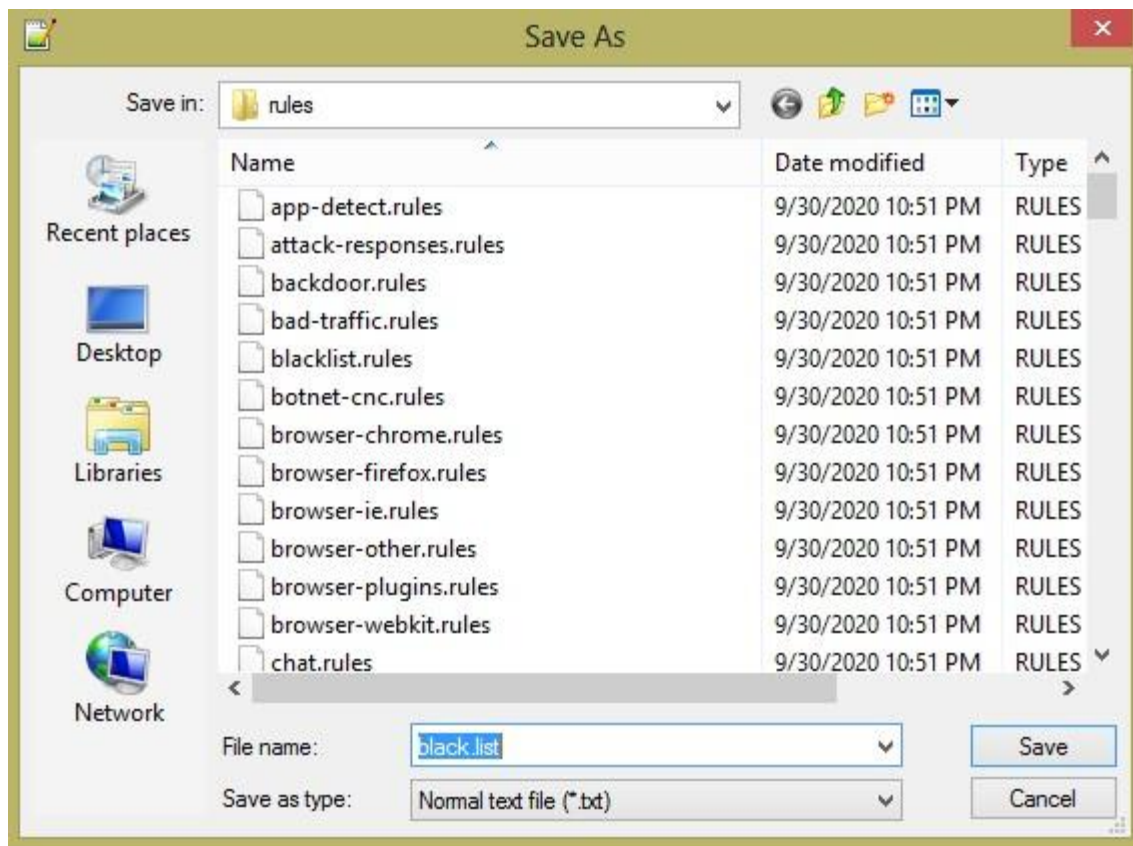 Save As
Save in: rules
Name Date modified Type
app-detect.rules 9/30/2020 10:51 PM RULES
attack-responses.rules 9/30/2020 10:51 PM RULES
backdoor.rules 9/30/2020 10:51 PM RULES
bad-traffic.rules 9/30/2020 10:51 PM RULES
blacklist.rules 9/30/2020 10:51 PM RULES
botnet-cnc.rules 9/30/2020 10:51 PM RULES
browser-chrome.rules 9/30/2020 10:51 PM RULES
browser-firefox.rules 9/30/2020 10:51 PM RULES
browser-ie.rules 9/30/2020 10:51 PM RULES
browser-other.rules 9/30/2020 10:51 PM RULES
browser-plugins.rules 9/30/2020 10:51 PM RULES
browser-webkit.rules 9/30/2020 10:51 PM RULES
chat.rules 9/30/2020 10:51 PM RULES
Recent places
Desktop
Libraries
Computer
Network
File name: black.list Save
Save as type: Normal text file (*.txt) Cancel